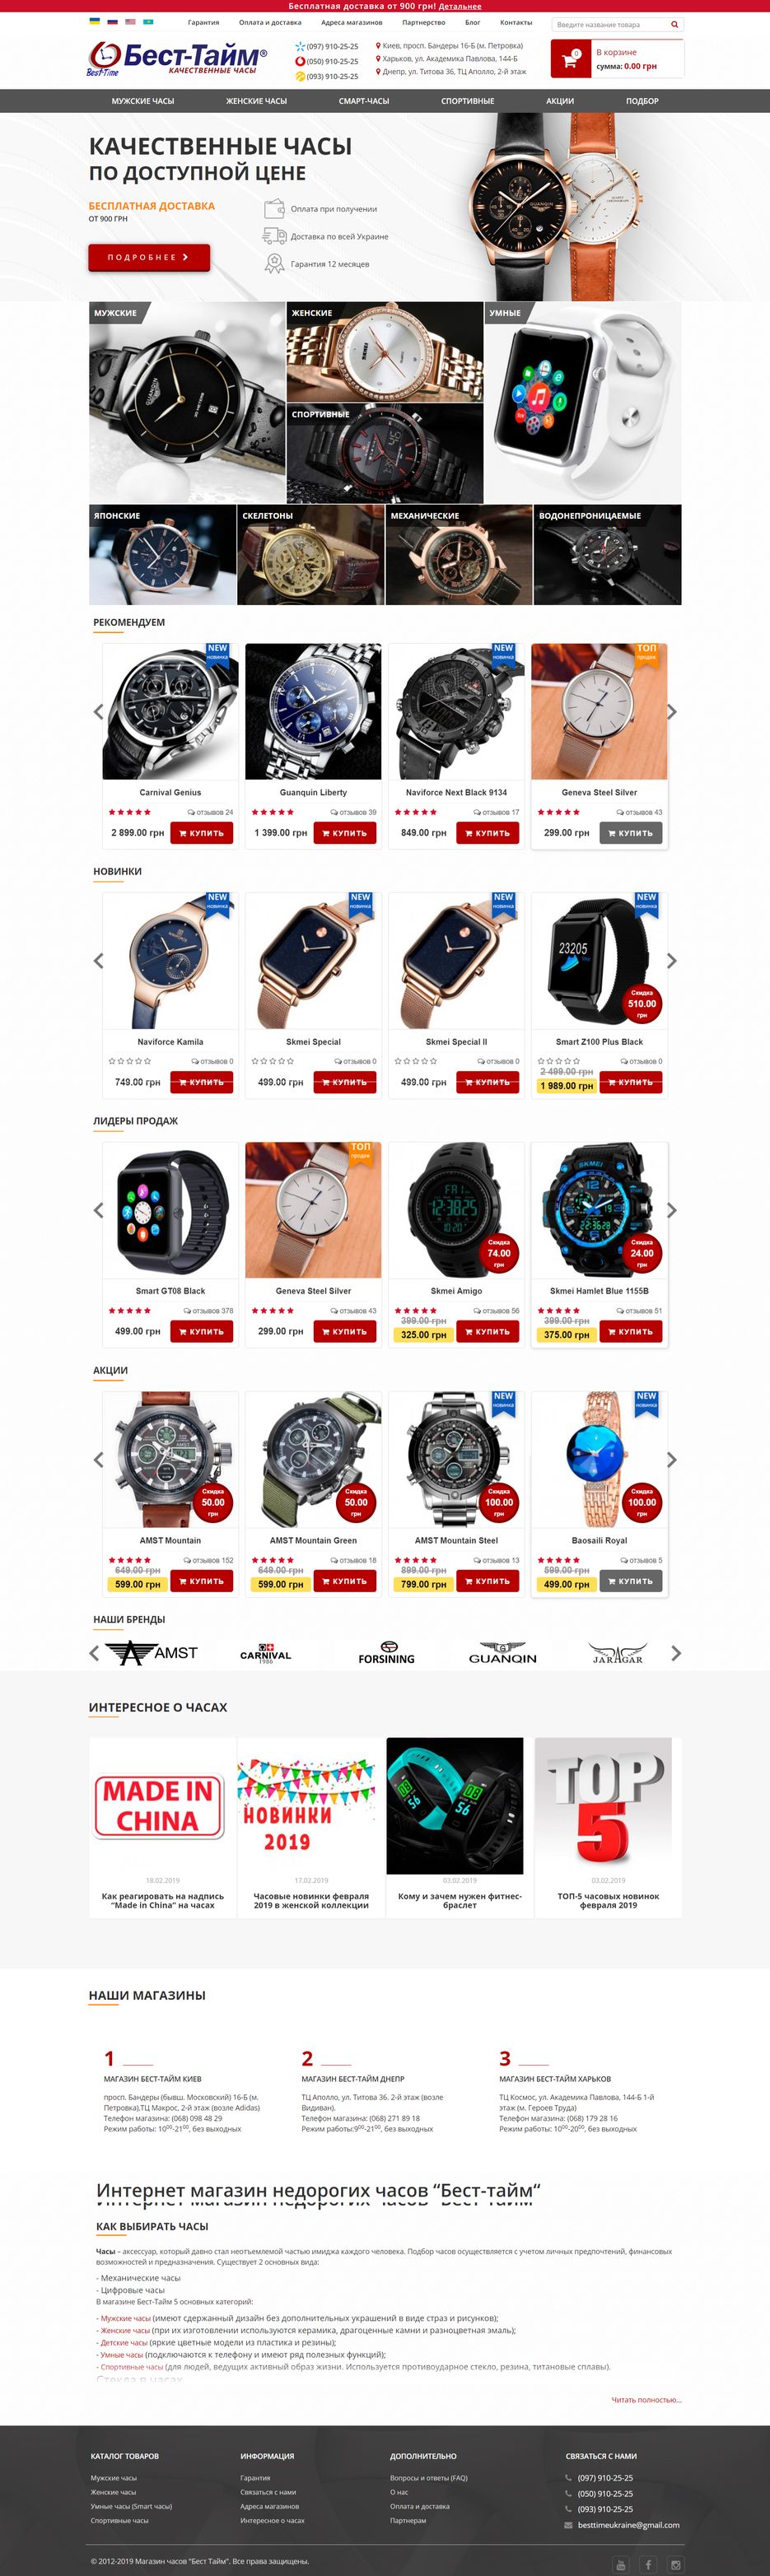 Бесплатная доставка от 900 грн! Детальнее
Гарантия Оплата и доставка Адреса магазинов Партнерство Блог Контакты
Введите название товара
Бест-Тайм®
КАЧЕСТВЕННЫЕ ЧАСЫ
Best-Time
(097) 910-25-25
(050) 910-25-25
(093) 910-25-25
Киев, просп. Бандеры 16-Б (м. Петровка)
Харьков, ул. Академика Павлова, 144-Б
Днепр, ул. Титова 36, ТЦ Аполло, 2-й этаж
0
В корзине
сумма: 0.00 грн
МУЖСКИЕ ЧАСЫ ЖЕНСКИЕ ЧАСЫ СМАРТ-ЧАСЫ СПОРТИВНЫЕ АКЦИИ ПОДБОР
КАЧЕСТВЕННЫЕ ЧАСЫ
ПО ДОСТУПНОЙ ЦЕНЕ
БЕСПЛАТНАЯ ДОСТАВКА
ОТ 900 ГРН
Оплата при получении
Доставка по всей Украине
Гарантия 12 месяцев
ПОДРОБНЕЕ
GUANQIN
МУЖСКИЕ
ЖЕНСКИЕ
УМНЫЕ
СПОРТИВНЫЕ
ЯПОНСКИЕ СКЕЛЕТОНЫ МЕХАНИЧЕСКИЕ ВОДОНЕПРОНИЦАЕМЫЕ
РЕКОМЕНДУЕМ
NEW новинка
NEW новинка
ТОП продаж
Carnival Genius Guanquin Liberty Naviforce Next Black 9134 Geneva Steel Silver
отзывов 24 отзывов 39 отзывов 17 отзывов 43
2 899.00 грн КУПИТЬ 1 399.00 грн КУПИТЬ 849.00 грн КУПИТЬ 299.00 грн КУПИТЬ
НОВИНКИ
NEW новинка
NEW новинка
NEW новинка
NEW новинка
23205
Скидка 510.00 грн
Naviforce Kamila Skmei Special Skmei Special II Smart Z100 Plus Black
отзывов 0 отзывов 0 отзывов 0 отзывов 0
2 499.00 грн
749.00 грн КУПИТЬ 499.00 грн КУПИТЬ 499.00 грн КУПИТЬ 1 989.00 грн КУПИТЬ
ЛИДЕРЫ ПРОДАЖ
ТОП продаж
SKMEI
Скидка 74.00 грн
Скидка 24.00 грн
Smart GT08 Black Geneva Steel Silver Skmei Amigo Skmei Hamlet Blue 1155B
отзывов 378 отзывов 43 отзывов 56 отзывов 51
399.00 грн 399.00 грн
499.00 грн КУПИТЬ 299.00 грн КУПИТЬ 325.00 грн КУПИТЬ 375.00 грн КУПИТЬ
АКЦИИ
NEW новинка
NEW новинка
Скидка 50.00 грн
Скидка 50.00 грн
Скидка 100.00 грн
Скидка 100.00 грн
AMST Mountain AMST Mountain Green AMST Mountain Steel Baosaili Royal
отзывов 152 отзывов 18 отзывов 13 отзывов 5
649.00 грн 649.00 грн 899.00 грн 599.00 грн
599.00 грн КУПИТЬ 599.00 грн КУПИТЬ 799.00 грн КУПИТЬ 499.00 грн КУПИТЬ
НАШИ БРЕНДЫ
AMST CARNIVAL 1986 FORSINING GUANQIN JARAGAR
ИНТЕРЕСНОЕ О ЧАСАХ
MADE IN
CHINA
НОВИНКИ
2019
08
56
08
56
TOP
5
18.02.2019 17.02.2019 03.02.2019 03.02.2019
Как реагировать на надпись
“Made in China” на часах
Часовые новинки февраля
2019 в женской коллекции
Кому и зачем нужен фитнес-
браслет
ТОП-5 часовых новинок
февраля 2019
НАШИ МАГАЗИНЫ
1
МАГАЗИН БЕСТ-ТАЙМ КИЕВ
просп. Бандеры (бывш. Московский) 16-Б (м.
Петровка),ТЦ Макрос, 2-й этаж (возле Adidas)
Телефон магазина: (068) 098 48 29
Режим работы: 10⁰⁰-21⁰⁰, без выходных
2
МАГАЗИН БЕСТ-ТАЙМ ДНЕПР
ТЦ Аполло, ул. Титова 36. 2-й этаж (возле
Видиван).
Телефон магазина: (068) 271 89 18
Режим работы:9⁰⁰-21⁰⁰, без выходных
3
МАГАЗИН БЕСТ-ТАЙМ ХАРЬКОВ
ТЦ Космос, ул. Академика Павлова, 144-Б 1-й
этаж (м. Героев Труда)
Телефон магазина: (068) 179 28 16
Режим работы: 10⁰⁰-20⁰⁰, без выходных
Интернет магазин недорогих часов “Бест-тайм“
КАК ВЫБИРАТЬ ЧАСЫ
Часы – аксессуар, который давно стал неотъемлемой частью имиджа каждого человека. Подбор часов осуществляется с учетом личных предпочтений, финансовых
возможностей и предназначения. Существует 2 основных вида:
- Механические часы
- Цифровые часы
В магазине Бест-Тайм 5 основных категорий:
- Мужские часы (имеют сдержанный дизайн без дополнительных украшений в виде страз и рисунков);
- Женские часы (при их изготовлении используются керамика, драгоценные камни и разноцветная эмаль);
- Детские часы (яркие цветные модели из пластика и резины);
- Умные часы (подключаются к телефону и имеют ряд полезных функций);
- Спортивные часы (для людей, ведущих активный образ жизни. Используется противоударное стекло, резина, титановые сплавы).
Стекла в часах
Читать полностью...
КАТАЛОГ ТОВАРОВ
Мужские часы
Женские часы
Умные часы (Smart часы)
Спортивные часы
ИНФОРМАЦИЯ
Гарантия
Связаться с нами
Адреса магазинов
Интересное о часах
ДОПОЛНИТЕЛЬНО
Вопросы и ответы (FAQ)
О нас
Оплата и доставка
Партнерам
СВЯЗАТЬСЯ С НАМИ
(097) 910-25-25
(050) 910-25-25
(093) 910-25-25
besttimeukraine@gmail.com
© 2012-2019 Магазин часов "Бест Тайм". Все права защищены.